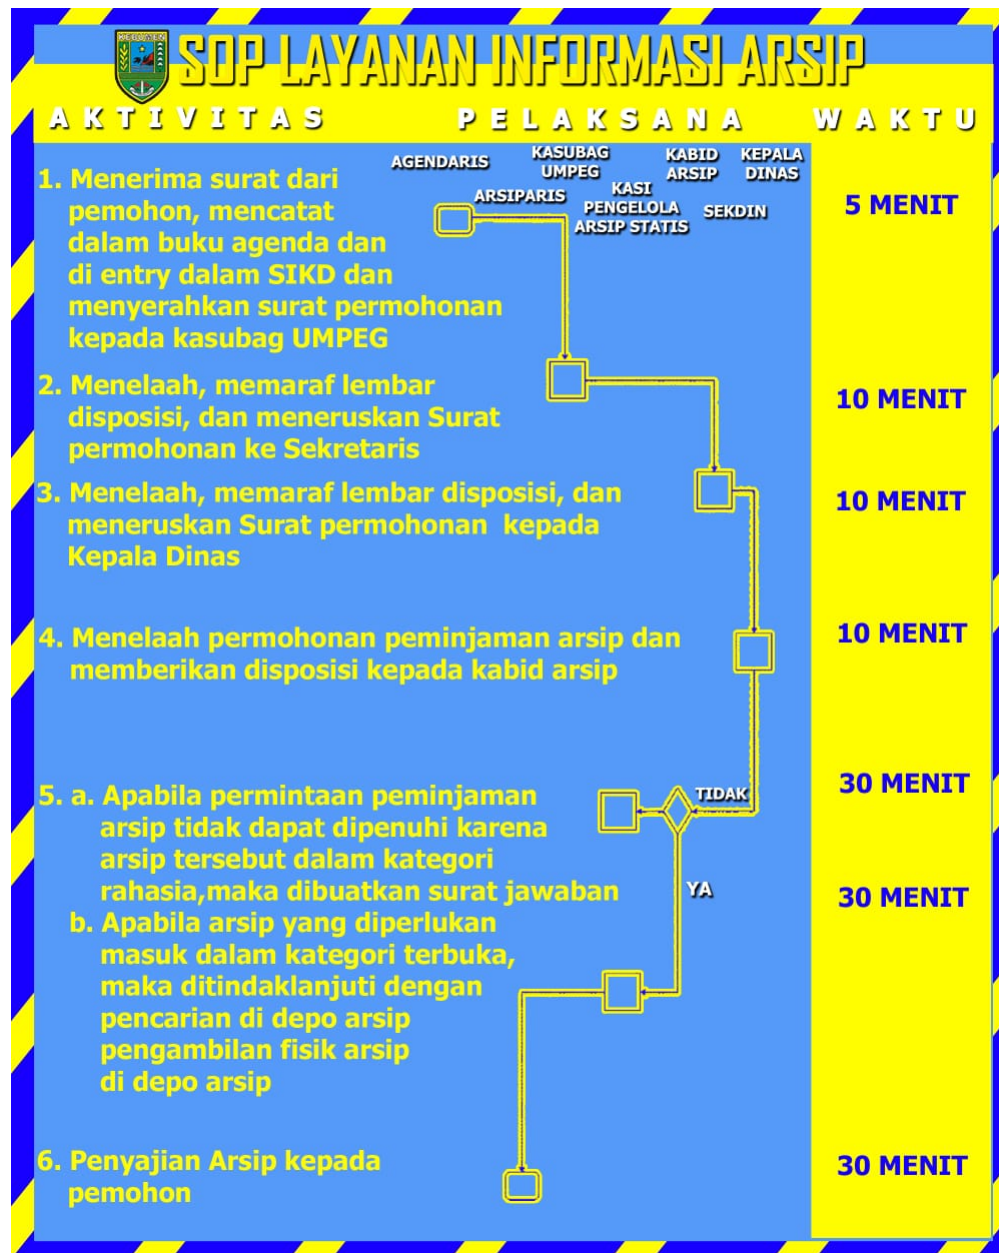 KEBUMEN
SOP LAYANAN INFORMASI ARSIP
AKTIVITAS PELAKSANA WAKTU
AGENDARIS
KASUBAG
UMPEG
KABID
ARSIP
KEPALA
DINAS
ARSIPARIS
KASI
PENGELOLA
ARSIP STATIS
SEKDIN
1. Menerima surat dari
pemohon, mencatat
dalam buku agenda dan
di entry dalam SIKD dan
menyerahkan surat permohonan
kepada kasubag UMPEG
5 MENIT
2. Menelaah, memaraf lembar
disposisi, dan meneruskan Surat
permohonan ke Sekretaris
10 MENIT
3. Menelaah, memaraf lembar disposisi, dan
meneruskan Surat permohonan kepada
Kepala Dinas
10 MENIT
4. Menelaah permohonan peminjaman arsip dan
memberikan disposisi kepada kabid arsip
10 MENIT
5. a. Apabila permintaan peminjaman
arsip tidak dapat dipenuhi karena
arsip tersebut dalam kategori
rahasia,maka dibuatkan surat jawaban
TIDAK
30 MENIT
YA
b. Apabila arsip yang diperlukan
masuk dalam kategori terbuka,
maka ditindaklanjuti dengan
pencarian di depo arsip
pengambilan fisik arsip
di depo arsip
30 MENIT
6. Penyajian Arsip kepada
pemohon
30 MENIT